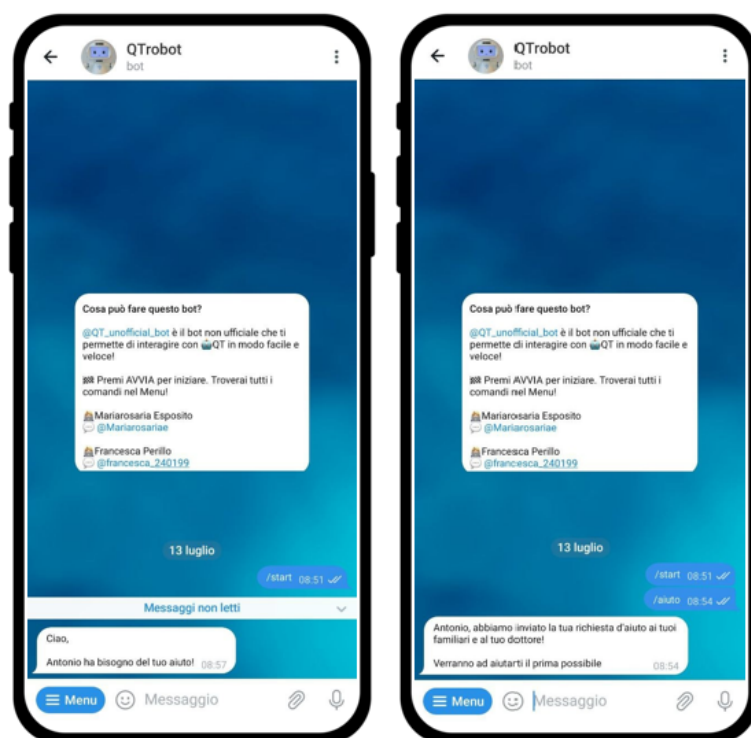 QTrobot
bot
Cosa può fare questo bot?
@QT_unofficial_bot è il bot non ufficiale che ti
permette di interagire con 🤖QT in modo facile e
veloce!
🏁 Premi AVVIA per iniziare. Troverai tutti i
comandi nel Menu!
Mariarosaria Esposito
@Mariarosariae
Francesca Perillo
@francesca_240199
13 luglio
/start 08:51
Messaggi non letti
Ciao,
Antonio ha bisogno del tuo aiuto! 08:57
Menu
Messaggio
QTrobot
bot
Cosa può fare questo bot?
@QT_unofficial_bot è il bot non ufficiale che ti
permette di interagire con 🤖QT in modo facile e
veloce!
🏁 Premi AVVIA per iniziare. Troverai tutti i
comandi nel Menu!
Mariarosaria Esposito
@Mariarosariae
Francesca Perillo
@francesca_240199
13 luglio
/start 08:51
/aiuto 08:54
Antonio, abbiamo inviato la tua richiesta d'aiuto ai tuoi
familiari e al tuo dottore!
Verranno ad aiutarti il prima possibile 08:54
Menu
Messaggio